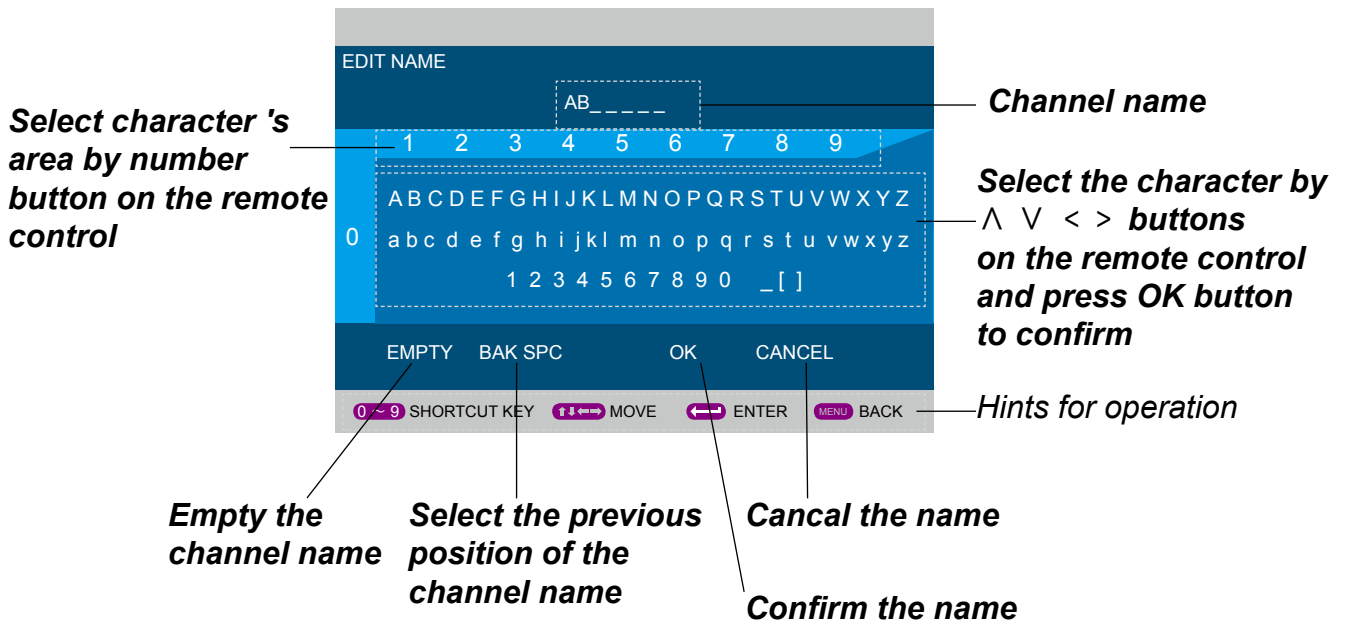 EDIT NAME
AB_ _ _ _ _
Channel name
Select character 's
area by number
button on the remote
control
1 2 3 4 5 6 7 8 9
0
A B C D E F G H I J K L M N O P Q R S T U V W X Y Z
a b c d e f g h i j k l m n o p q r s t u v w x y z
1 2 3 4 5 6 7 8 9 0 _ [ ]
Select the character by
∧ ∨ < > buttons
on the remote control
and press OK button
to confirm
EMPTY BAK SPC OK CANCEL
0 ~ 9 SHORTCUT KEY MOVE ENTER MENU BACK
Hints for operation
Empty the
channel name
Select the previous
position of the
channel name
Cancal the name
Confirm the name